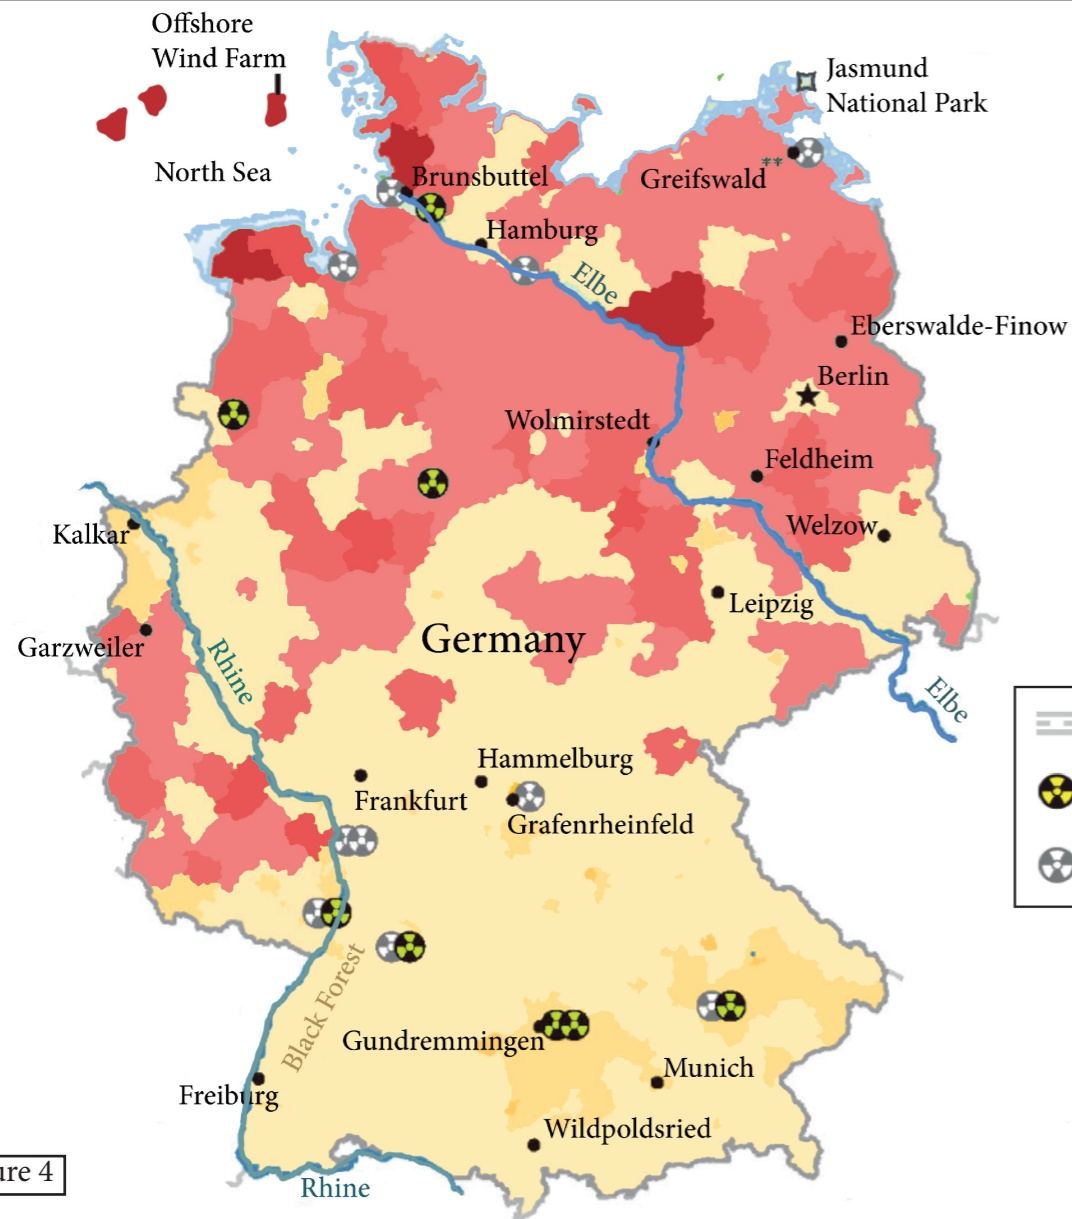 Offshore
Wind Farm
Jasmund
National Park
North Sea
Brunsbuttel
Greifswald**
Hamburg
Elbe
Eberswalde-Finow
Berlin
Wolmirstedt
Feldheim
Kalkar
Welzow
Leipzig
Garzweiler
Germany
Rhine
Elbe
Hammelburg
Frankfurt
Grafenrheinfeld
Black Forest
Gundremmingen
Munich
Freiburg
Wildpoldsried
ure 4
Rhine